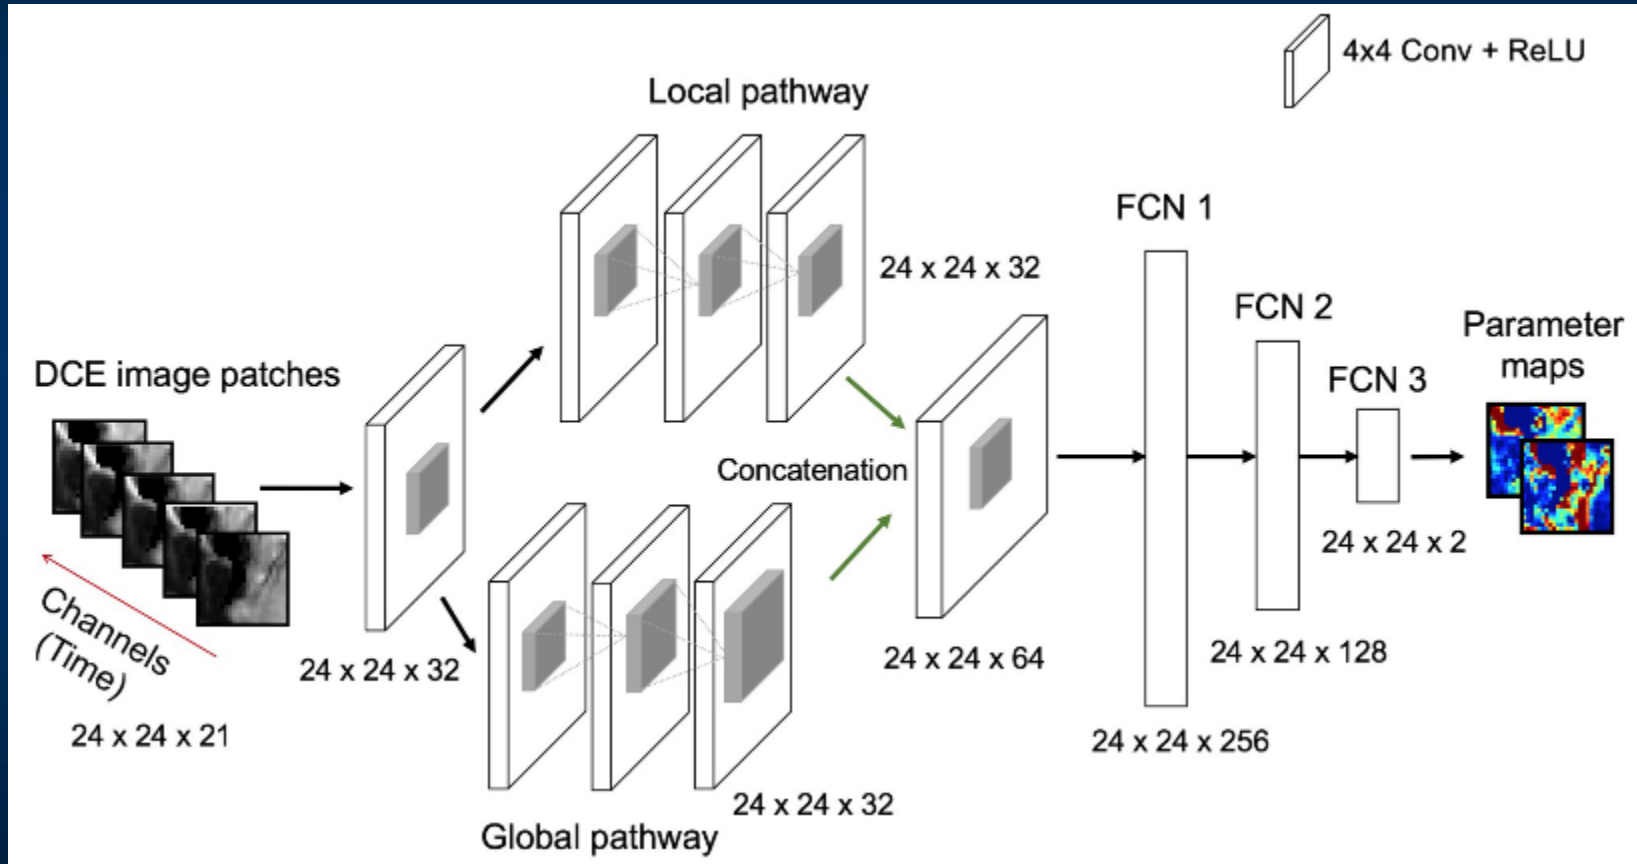 4x4 Conv + ReLU
Local pathway
24 x 24 x 32
DCE image patches
Channels
(Time)
24 x 24 x 21
24 x 24 x 32
Global pathway
24 x 24 x 32
Concatenation
24 x 24 x 64
FCN 1
24 x 24 x 256
FCN 2
24 x 24 x 128
FCN 3
24 x 24 x 2
Parameter
maps